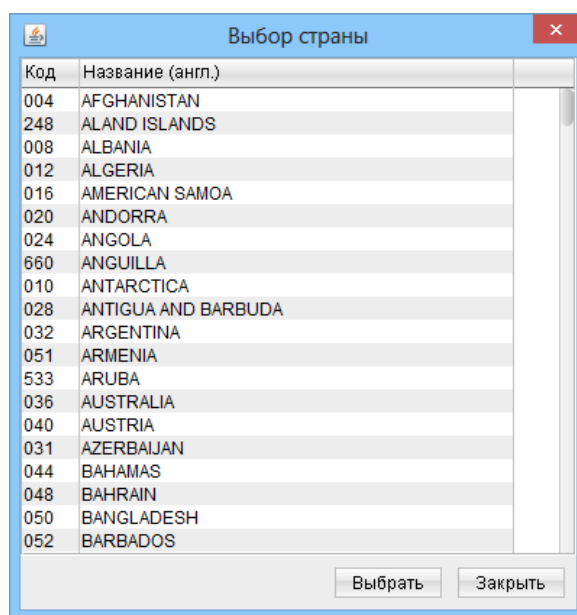 Выбор страны
Код Название (англ.)
004 AFGHANISTAN
248 ALAND ISLANDS
008 ALBANIA
012 ALGERIA
016 AMERICAN SAMOA
020 ANDORRA
024 ANGOLA
660 ANGUILLA
010 ANTARCTICA
028 ANTIGUA AND BARBUDA
032 ARGENTINA
051 ARMENIA
533 ARUBA
036 AUSTRALIA
040 AUSTRIA
031 AZERBAIJAN
044 BAHAMAS
048 BAHRAIN
050 BANGLADESH
052 BARBADOS
Выбрать Закрыть